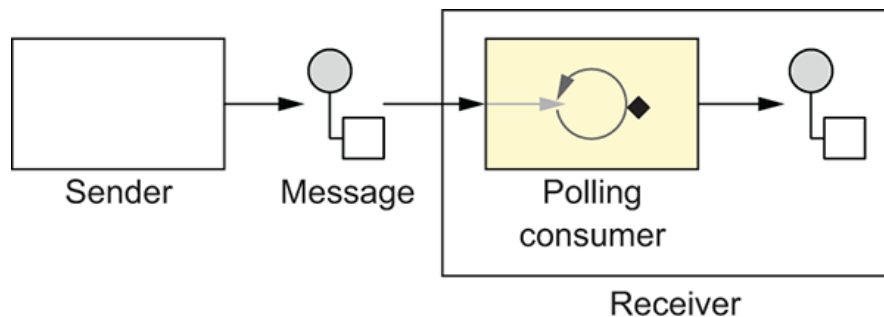 Sender
Message
Polling
consumer
Receiver